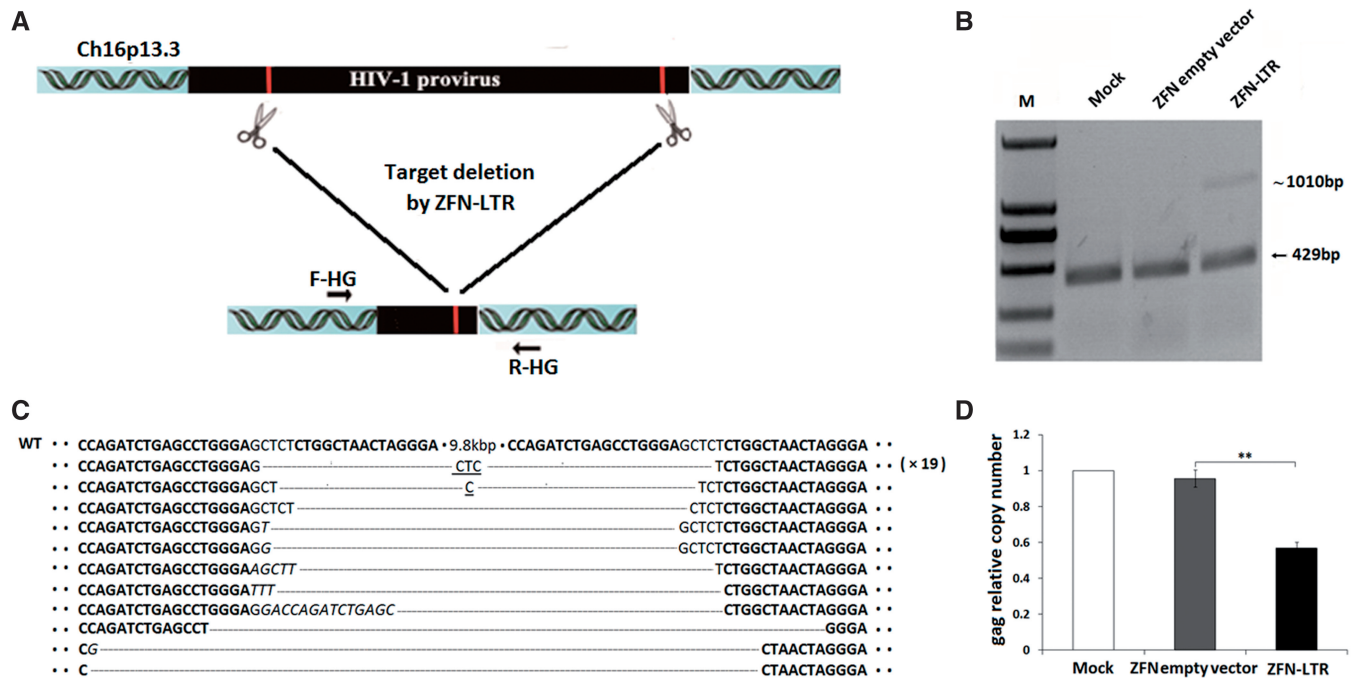 A
Ch16p13.3
HIV-1 provirus
Target deletion
by ZFN-LTR
F-HG
R-HG
B
M
Mock
ZFN empty vector
ZFN-LTR
~1010bp
← 429bp
C
WT •• CCAGATCTGAGCCTGGGAGCTCTCTGGCTAACTAGGGA •9.8kbp• CCAGATCTGAGCCTGGGAGCTCTCTGGCTAACTAGGGA ••
•• CCAGATCTGAGCCTGGGAG CTC TCTGGCTAACTAGGGA •• (×19)
•• CCAGATCTGAGCCTGGGAGCT C TCTCTGGCTAACTAGGGA ••
•• CCAGATCTGAGCCTGGGAGCTCT CTCTCTGGCTAACTAGGGA ••
•• CCAGATCTGAGCCTGGGAGT GCTCTCTGGCTAACTAGGGA ••
•• CCAGATCTGAGCCTGGGAGG GCTCTCTGGCTAACTAGGGA ••
•• CCAGATCTGAGCCTGGGAAGCTT TCTGGCTAACTAGGGA ••
•• CCAGATCTGAGCCTGGGATTT CTGGCTAACTAGGGA ••
•• CCAGATCTGAGCCTGGGAGGACCAGATCTGAGC CTGGCTAACTAGGGA ••
•• CCAGATCTGAGCCT GGGA ••
•• CG CTAACTAGGGA ••
•• C CTAACTAGGGA ••
D
gag relative copy number
1.2
1
0.8
0.6
0.4
0.2
0
**
Mock ZFN empty vector ZFN-LTR